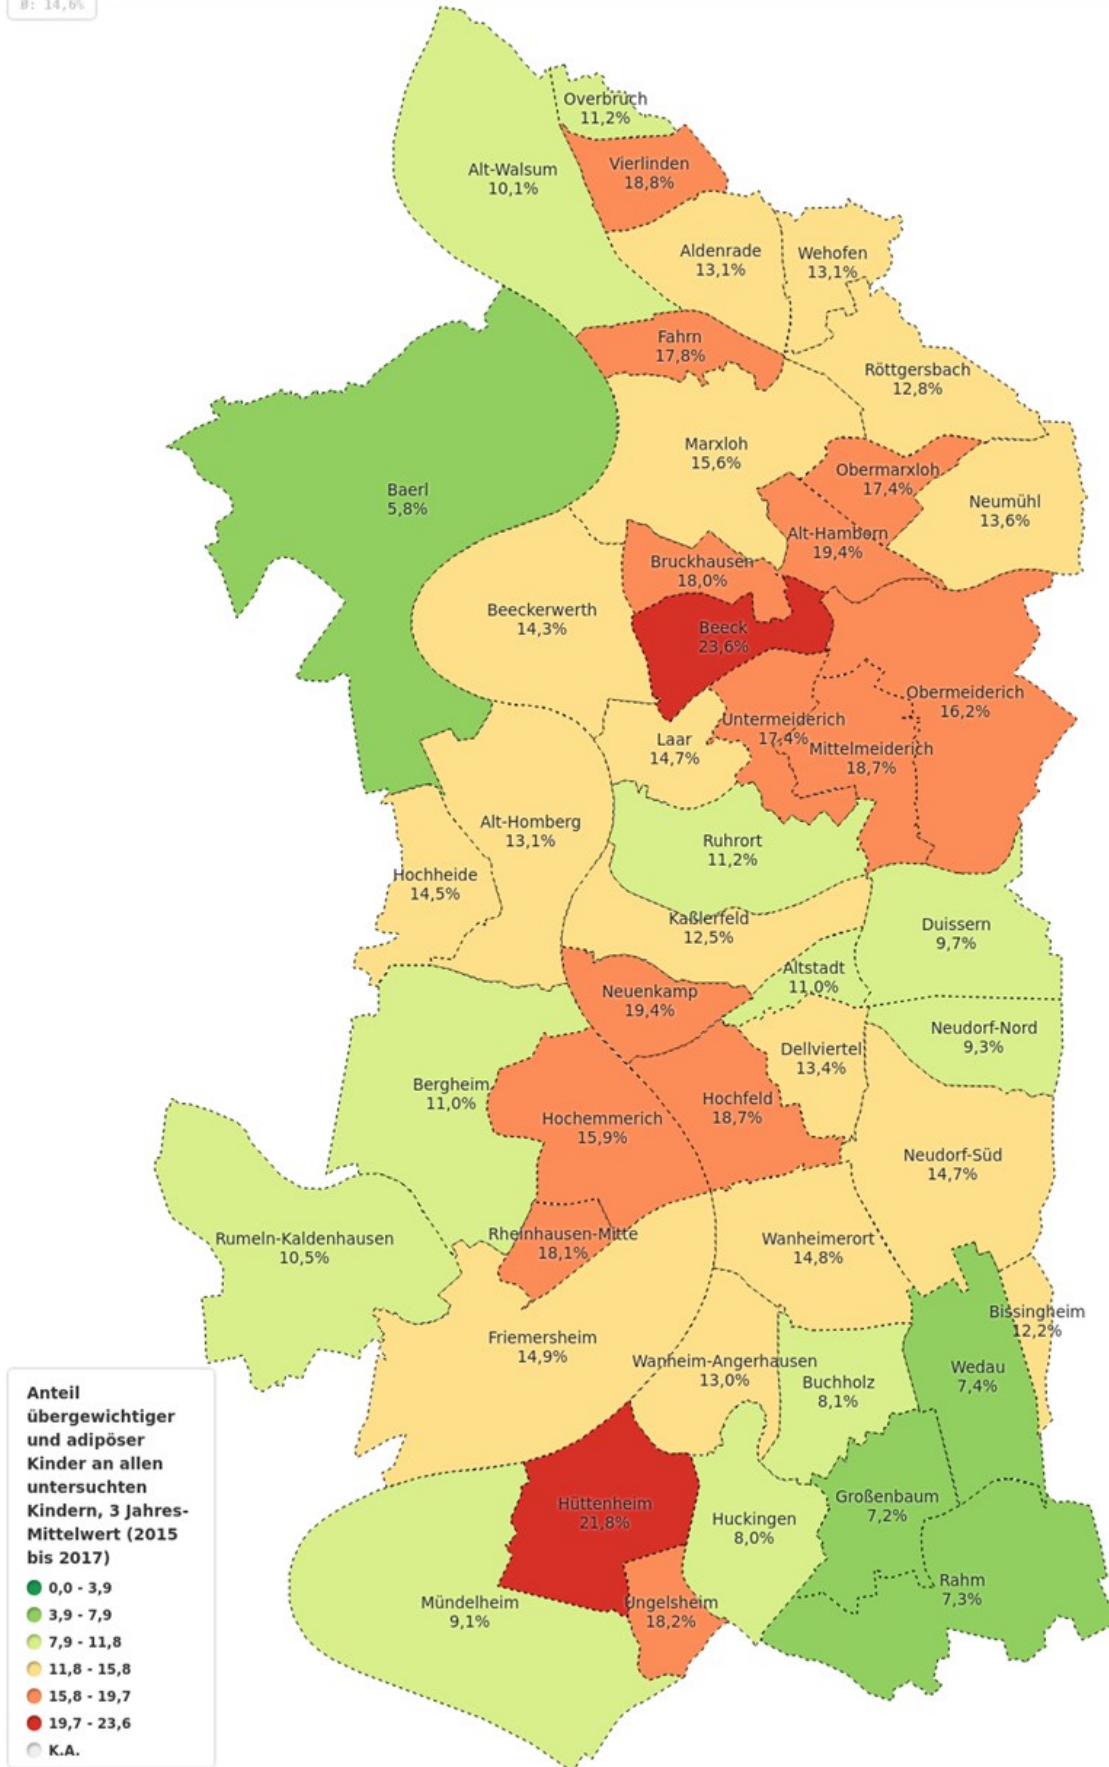 Ø: 14,6%
Overbruch
11,2%
Vierlinden
18,8%
Alt-Walsum
10,1%
Aldenrade
13,1%
Wehofen
13,1%
Fahrn
17,8%
Röttgersbach
12,8%
Marxloh
15,6%
Obermarxloh
17,4%
Baerl
5,8%
Neumühl
13,6%
Alt-Hamborn
19,4%
Bruckhausen
18,0%
Beeckerwerth
14,3%
Beeck
23,6%
Obermeiderich
16,2%
Untermeiderich
17,4%
Laar
14,7%
Mittelmeiderich
18,7%
Alt-Homberg
13,1%
Ruhrort
11,2%
Hochheide
14,5%
Kaßlerfeld
12,5%
Duissern
9,7%
Altstadt
11,0%
Neuenkamp
19,4%
Neudorf-Nord
9,3%
Dellviertel
13,4%
Bergheim
11,0%
Hochfeld
18,7%
Hochemmerich
15,9%
Neudorf-Süd
14,7%
Rheinhausen-Mitte
18,1%
Rumeln-Kaldenhausen
10,5%
Wanheimerort
14,8%
Bissingheim
12,2%
Friemersheim
14,9%
Wanheim-Angerhausen
13,0%
Wedau
7,4%
Buchholz
8,1%
Großenbaum
7,2%
Hüttenheim
21,8%
Huckingen
8,0%
Rahm
7,3%
Mündelheim
9,1%
Ungelsheim
18,2%
Anteil
übergewichtiger
und adipöser
Kinder an allen
untersuchten
Kindern, 3 Jahres-
Mittelwert (2015
bis 2017)
0,0 - 3,9
3,9 - 7,9
7,9 - 11,8
11,8 - 15,8
15,8 - 19,7
19,7 - 23,6
K.A.